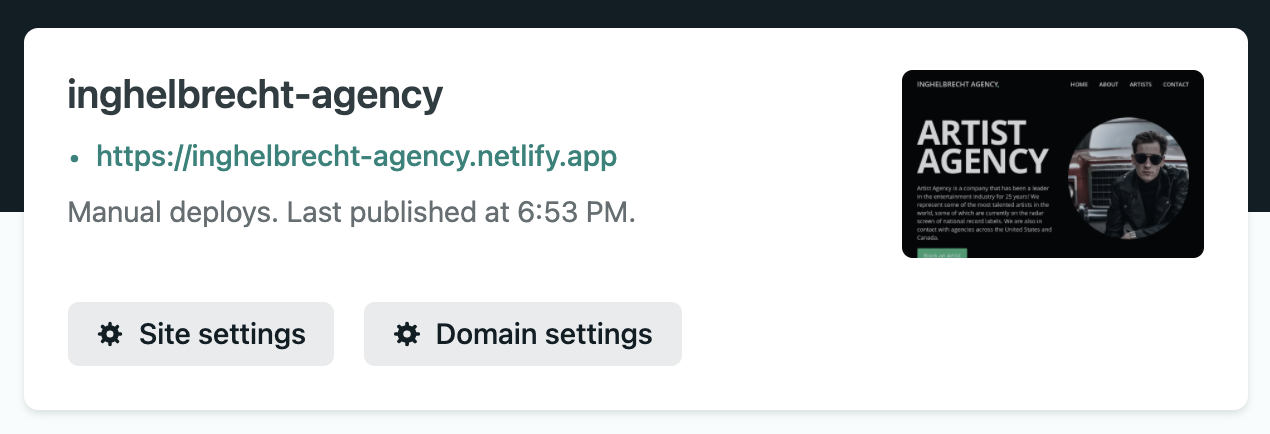 inghelbrecht-agency
https://inghelbrecht-agency.netlify.app
Manual deploys. Last published at 6:53 PM.
Site settings
Domain settings
INGHELBRECHT AGENCY,
HOME ABOUT ARTISTS CONTACT
ARTIST
AGENCY
Artist Agency is a company that has been a leader
in the entertainment industry for 25 years! We
represent some of the most talented artists in the
world, some of which are currently on the radar
screen of national record labels. We are also in
contact with agencies across the United States and
Canada.